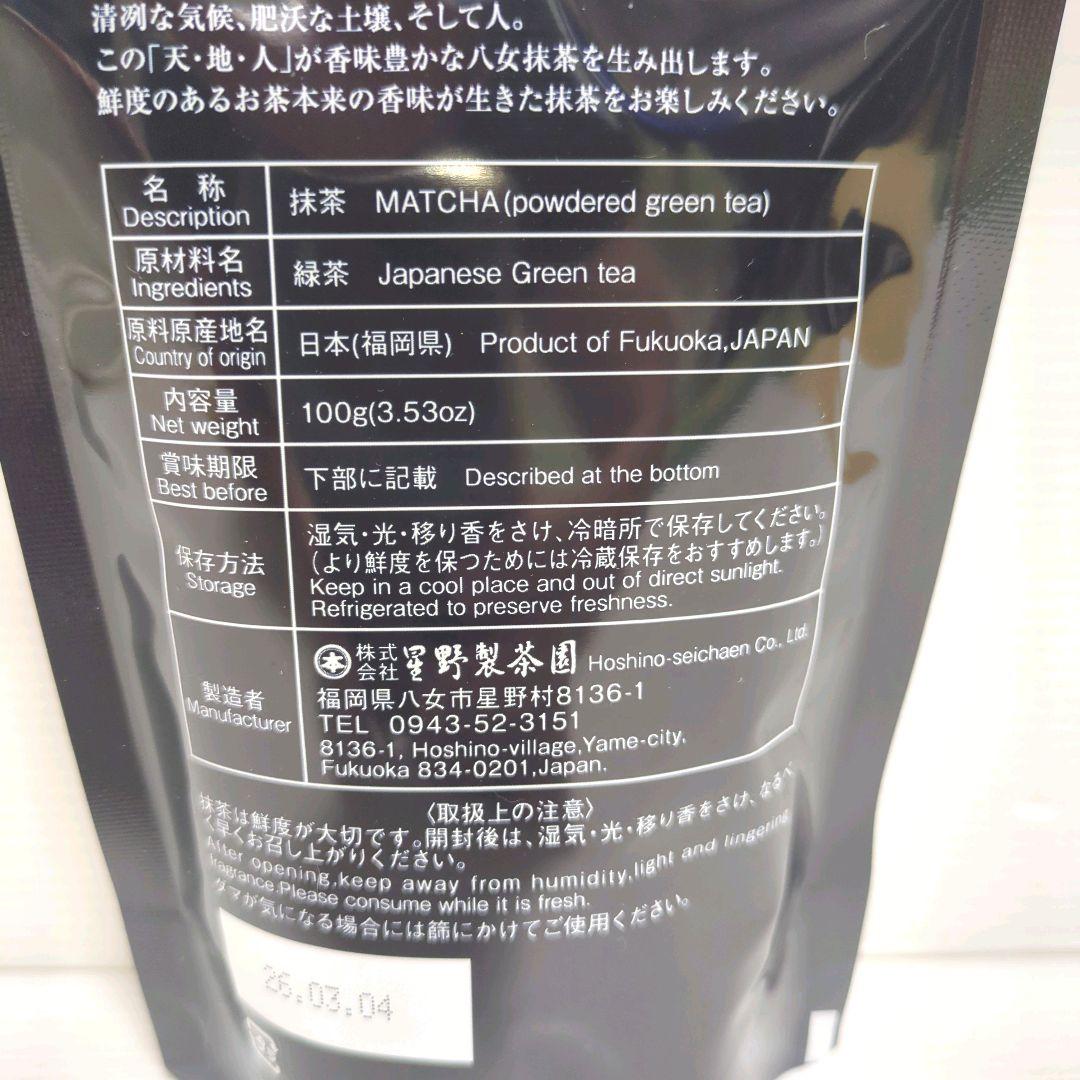 清冽な気候、肥沃な土壌、そして人。
この「天・地・人」が香味豊かな八女抹茶を生み出します。
鮮度のあるお茶本来の香味が生きた抹茶をお楽しみください。
名 称 抹茶 MATCHA(powdered green tea)
Description
原材料名 緑茶 Japanese Green tea
Ingredients
原料原産地名 日本(福岡県) Product of Fukuoka,JAPAN
Country of origin
内容量 100g(3.53oz)
Net weight
賞味期限 下部に記載 Described at the bottom
Best before
保存方法
Storage
湿気・光・移り香をさけ、冷暗所で保存してください。
(より鮮度を保つためには冷蔵保存をおすすめします。)
Keep in a cool place and out of direct sunlight.
Refrigerated to preserve freshness.
製造者
Manufacturer
本 株式会社 星野製茶園 Hoshino-seichaen Co., Ltd.
福岡県八女市星野村8136-1
TEL 0943-52-3151
8136-1, Hoshino-village,Yame-city,
Fukuoka 834-0201,Japan.
〈取扱上の注意〉
抹茶は鮮度が大切です。開封後は、湿気・光・移り香をさけ、なるべ
く早くお召し上がりください。
After opening,keep away from humidity,light and lingering
fragrance.Please consume while it is fresh.
ダマが気になる場合には篩にかけてご使用ください。
26.03.04